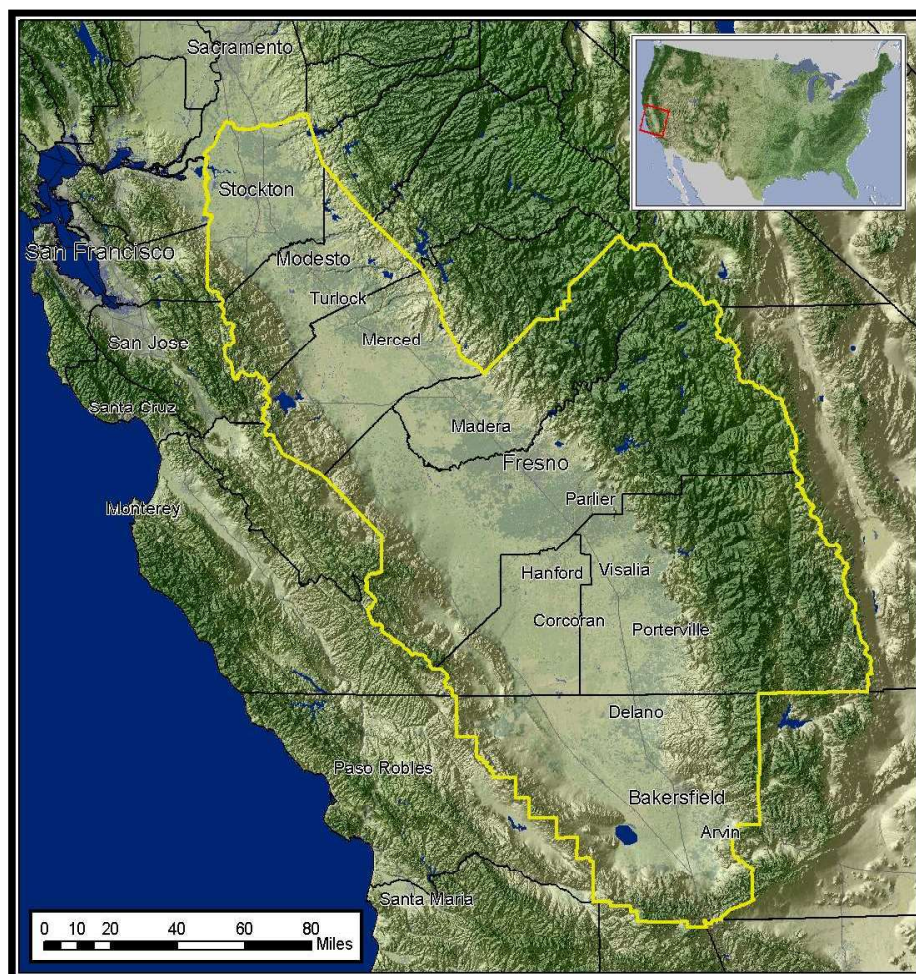 Sacramento
Stockton
San Francisco
Modesto
Turlock
San Jose
Merced
Santa Cruz
Madera
Fresno
Parlier
Monterey
Hanford
Visalia
Corcoran
Porterville
Delano
Paso Robles
Bakersfield
Arvin
Santa Maria
0 20 40 60 80
Miles